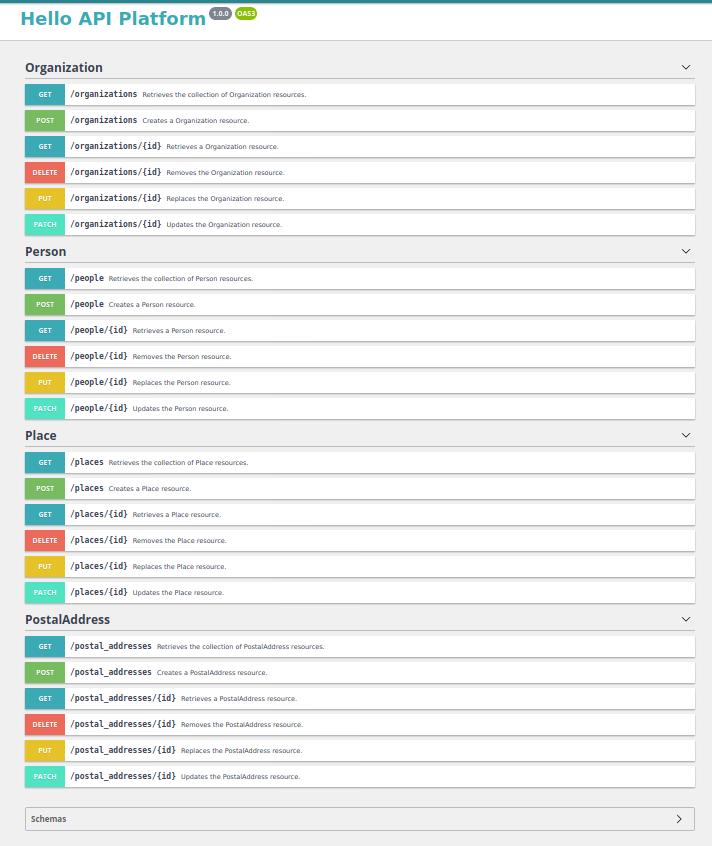 Hello API Platform 1.0.0 OAS3
Organization
GET /organizations Retrieves the collection of Organization resources.
POST /organizations Creates a Organization resource.
GET /organizations/{id} Retrieves a Organization resource.
DELETE /organizations/{id} Removes the Organization resource.
PUT /organizations/{id} Replaces the Organization resource.
PATCH /organizations/{id} Updates the Organization resource.
Person
GET /people Retrieves the collection of Person resources.
POST /people Creates a Person resource.
GET /people/{id} Retrieves a Person resource.
DELETE /people/{id} Removes the Person resource.
PUT /people/{id} Replaces the Person resource.
PATCH /people/{id} Updates the Person resource.
Place
GET /places Retrieves the collection of Place resources.
POST /places Creates a Place resource.
GET /places/{id} Retrieves a Place resource.
DELETE /places/{id} Removes the Place resource.
PUT /places/{id} Replaces the Place resource.
PATCH /places/{id} Updates the Place resource.
PostalAddress
GET /postal_addresses Retrieves the collection of PostalAddress resources.
POST /postal_addresses Creates a PostalAddress resource.
GET /postal_addresses/{id} Retrieves a PostalAddress resource.
DELETE /postal_addresses/{id} Removes the PostalAddress resource.
PUT /postal_addresses/{id} Replaces the PostalAddress resource.
PATCH /postal_addresses/{id} Updates the PostalAddress resource.
Schemas